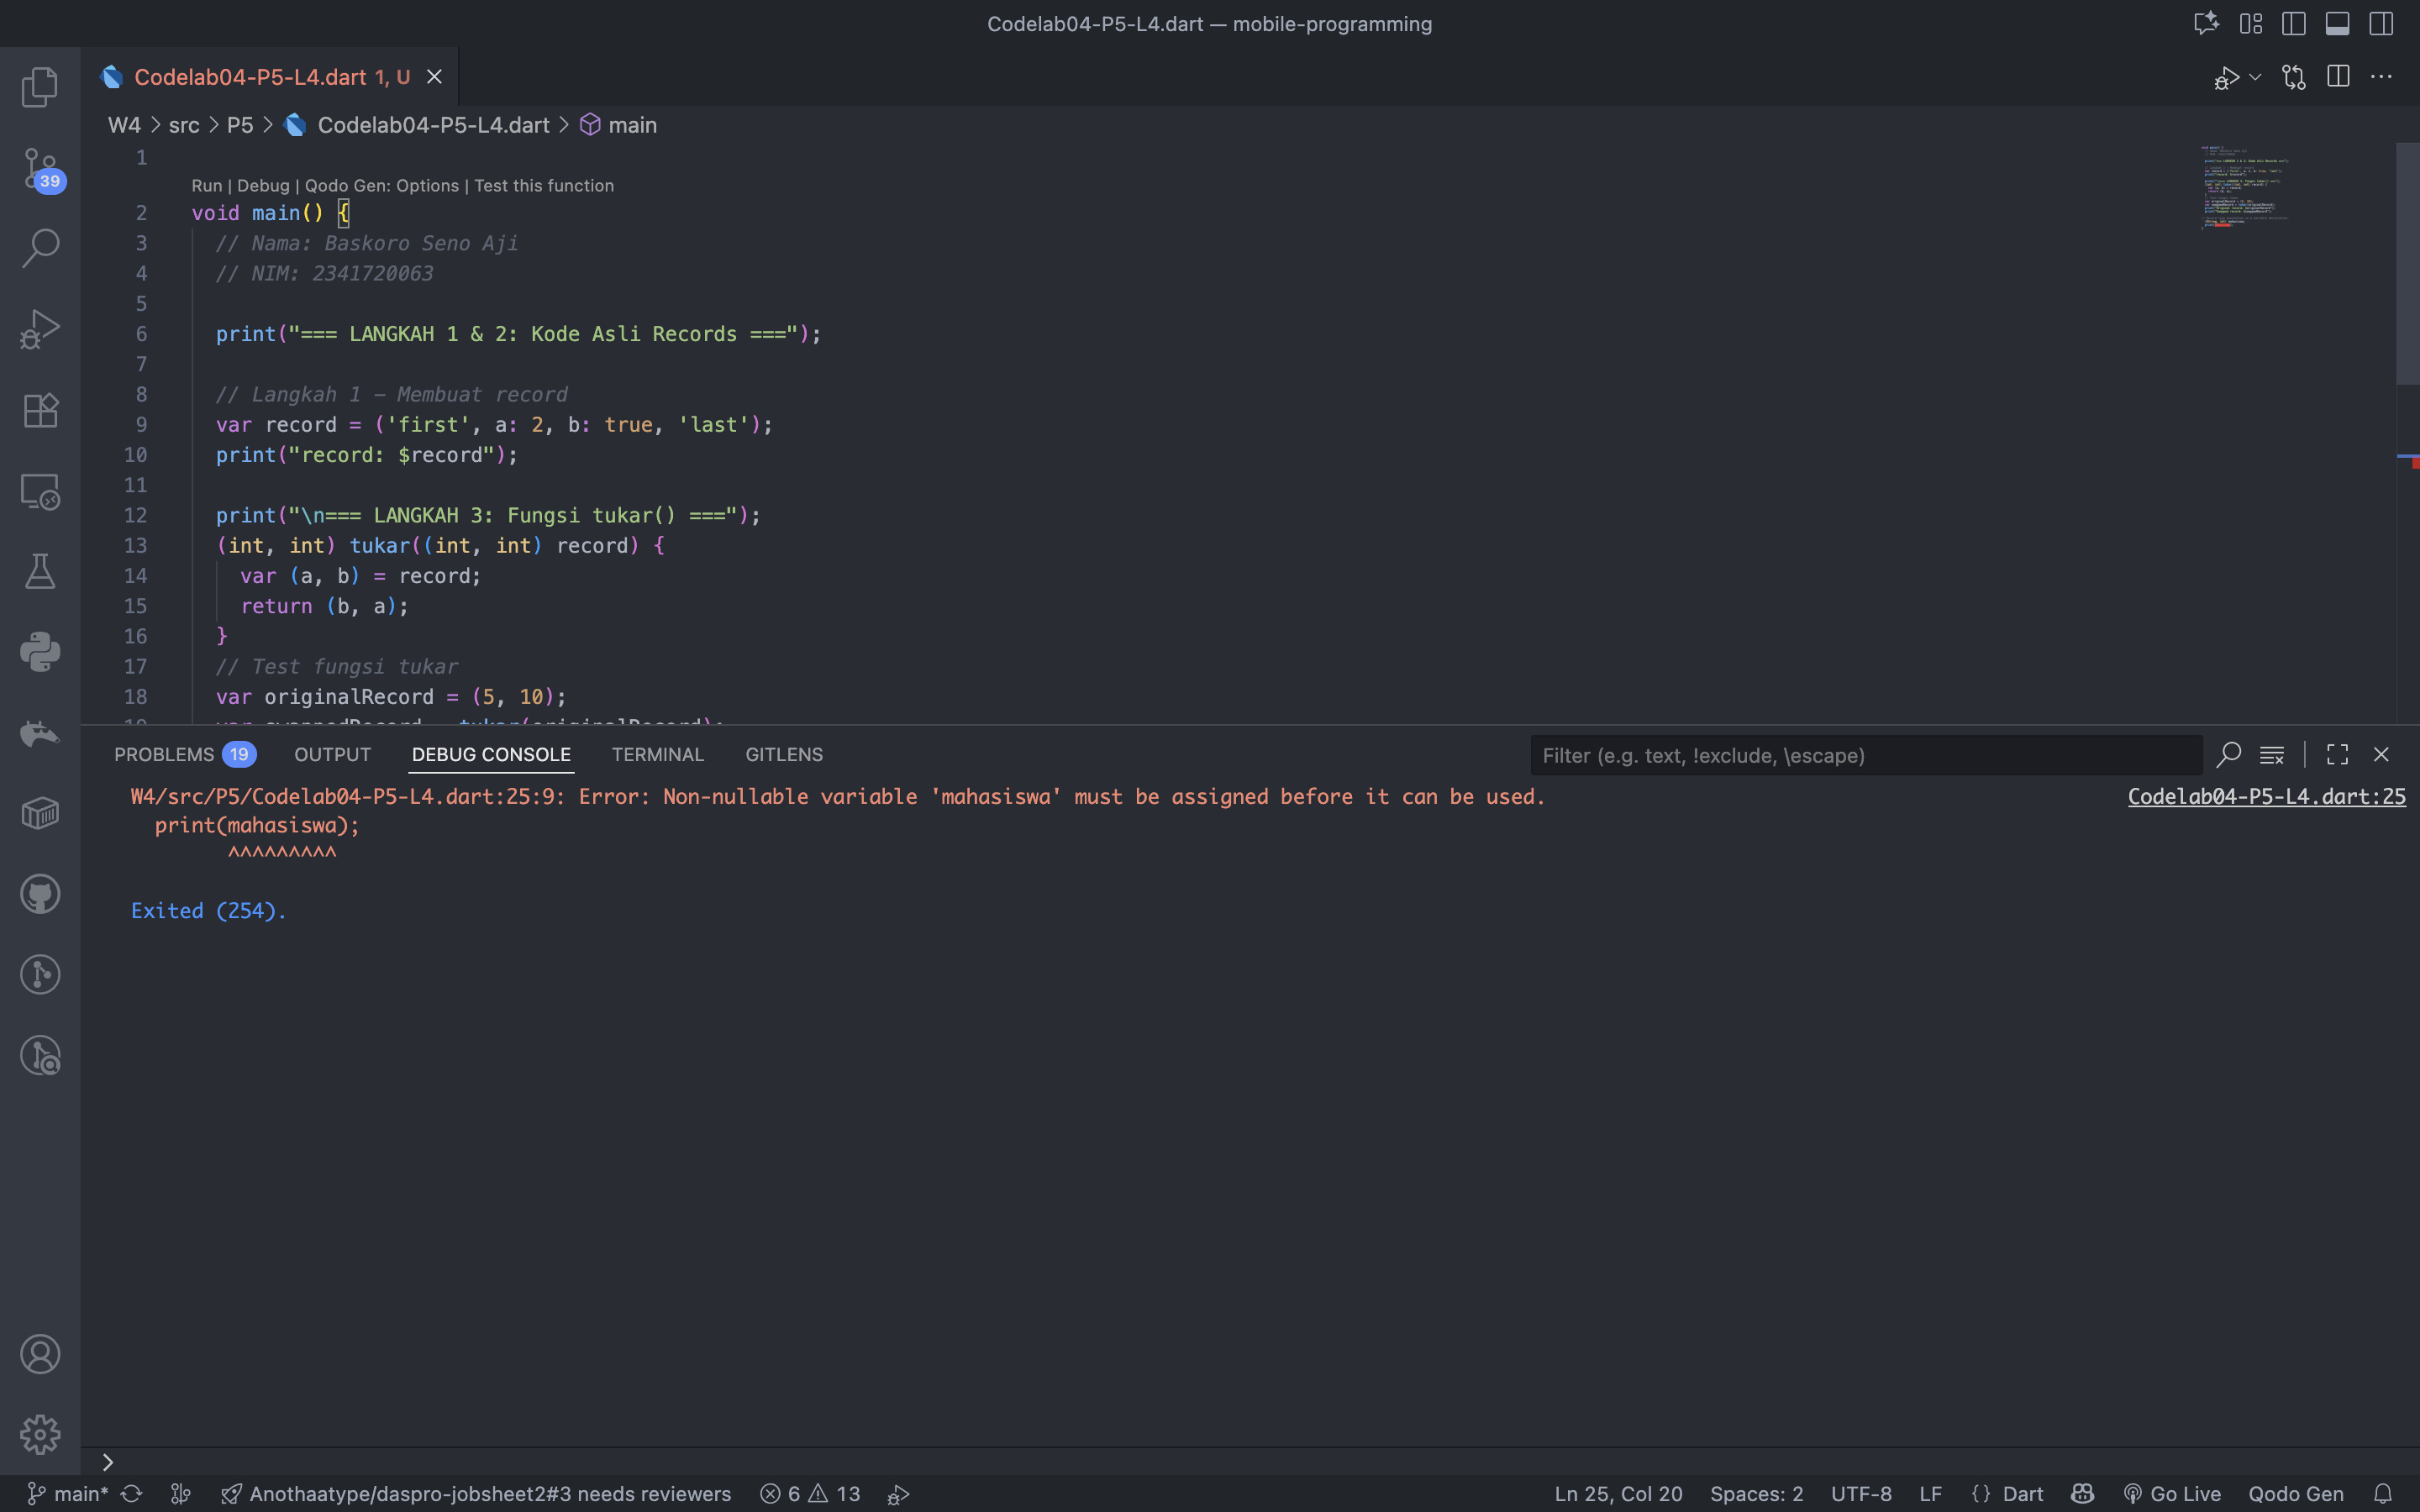 Codelab04-P5-L4.dart — mobile-programming
Codelab04-P5-L4.dart 1, U
W4 > src > P5 > Codelab04-P5-L4.dart > main
39
1
Run | Debug | Qodo Gen: Options | Test this function
2 void main() {
3 // Nama: Baskoro Seno Aji
4 // NIM: 2341720063
5
6 print("=== LANGKAH 1 & 2: Kode Asli Records ===");
7
8 // Langkah 1 – Membuat record
9 var record = ('first', a: 2, b: true, 'last');
10 print("record: $record");
11
12 print("\n=== LANGKAH 3: Fungsi tukar() ===");
13 (int, int) tukar((int, int) record) {
14 var (a, b) = record;
15 return (b, a);
16 }
17 // Test fungsi tukar
18 var originalRecord = (5, 10);
19 var swappedRecord = tukar(originalRecord);
PROBLEMS 19 OUTPUT DEBUG CONSOLE TERMINAL GITLENS Filter (e.g. text, !exclude, \escape)
W4/src/P5/Codelab04-P5-L4.dart:25:9: Error: Non-nullable variable 'mahasiswa' must be assigned before it can be used. Codelab04-P5-L4.dart:25
print(mahasiswa);
^^^^^^^^^
Exited (254).
>
main* Anothaatype/daspro-jobsheet2#3 needs reviewers 6 13 Ln 25, Col 20 Spaces: 2 UTF-8 LF {} Dart Go Live Qodo Gen